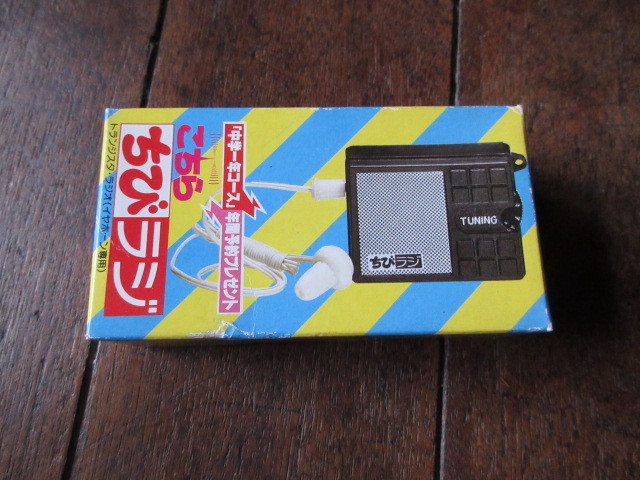 「中学一年コース」年間予約プレゼント
こちら
ちびラジ
トランジスタ・ラジオ(イヤホーン専用)
TUNING
ちびラジ